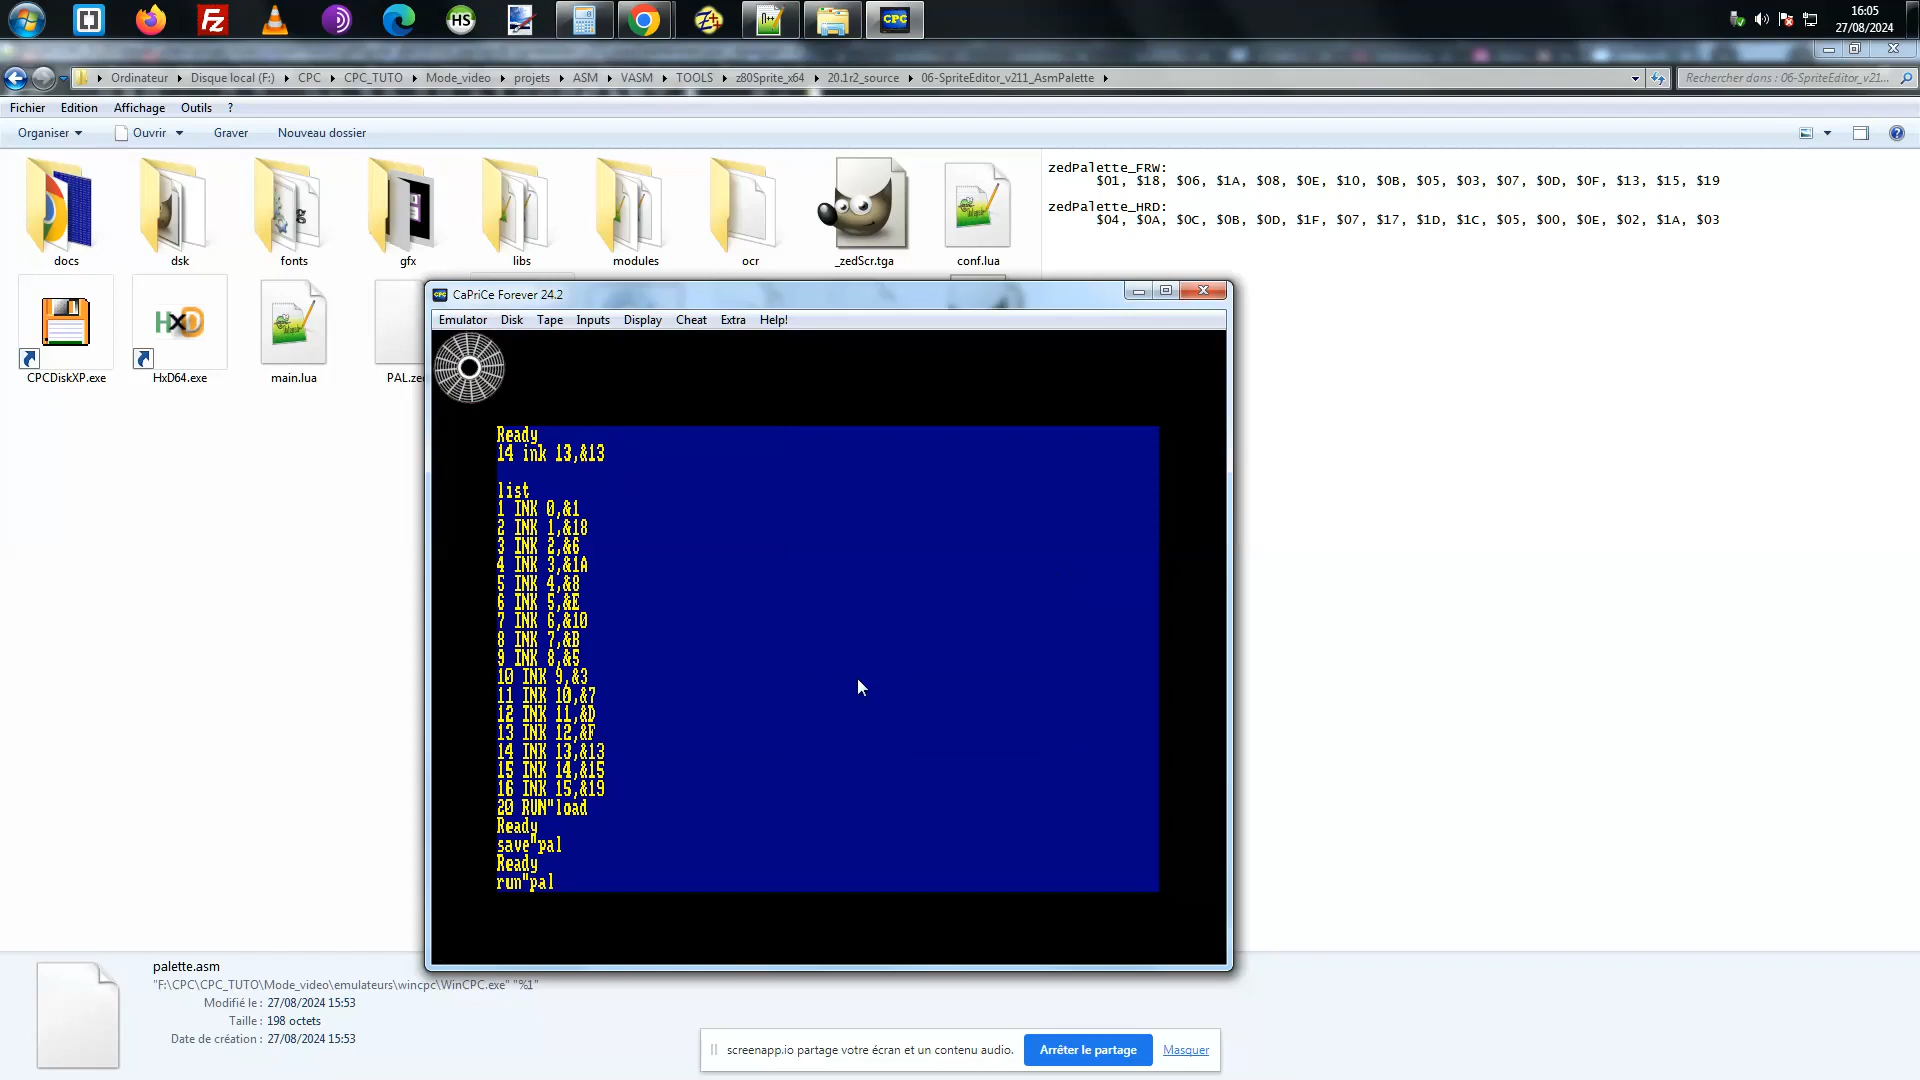 16:05
27/08/2024
HS
CPC
Ordinateur Disque local (F:) CPC CPC_TUTO Mode_video projets ASM VASM TOOLS z80Sprite_x64 20.1r2_source 06-SpriteEditor_v211_AsmPalette
Rechercher dans : 06-SpriteEditor_v21...
Fichier Edition Affichage Outils ?
Organiser Ouvrir Graver Nouveau dossier
docs dsk fonts gfx libs modules ocr _zedScr.tga conf.lua
zedPalette_FRW:
$01, $18, $06, $1A, $08, $0E, $10, $0B, $05, $03, $07, $0D, $0F, $13, $15, $19
zedPalette_HRD:
$04, $0A, $0C, $0B, $0D, $1F, $07, $17, $1D, $1C, $05, $00, $0E, $02, $1A, $03
HxD
CPCDiskXP.exe HxD64.exe main.lua PAL.ze
CaPriCe Forever 24.2
Emulator Disk Tape Inputs Display Cheat Extra Help!
Ready
14 ink 13,&13
list
1 INK 0,&1
2 INK 1,&18
3 INK 2,&6
4 INK 3,&1A
5 INK 4,&8
6 INK 5,&E
7 INK 6,&10
8 INK 7,&B
9 INK 8,&5
10 INK 9,&3
11 INK 10,&7
12 INK 11,&D
13 INK 12,&F
14 INK 13,&13
15 INK 14,&15
16 INK 15,&19
20 RUN"load
Ready
save"pal
Ready
run"pal
palette.asm
"F:\CPC\CPC_TUTO\Mode_video\emulateurs\wincpc\WinCPC.exe" "%1"
Modifié le : 27/08/2024 15:53
Taille : 198 octets
Date de création : 27/08/2024 15:53
screenapp.io partage votre écran et un contenu audio. Arrêter le partage Masquer